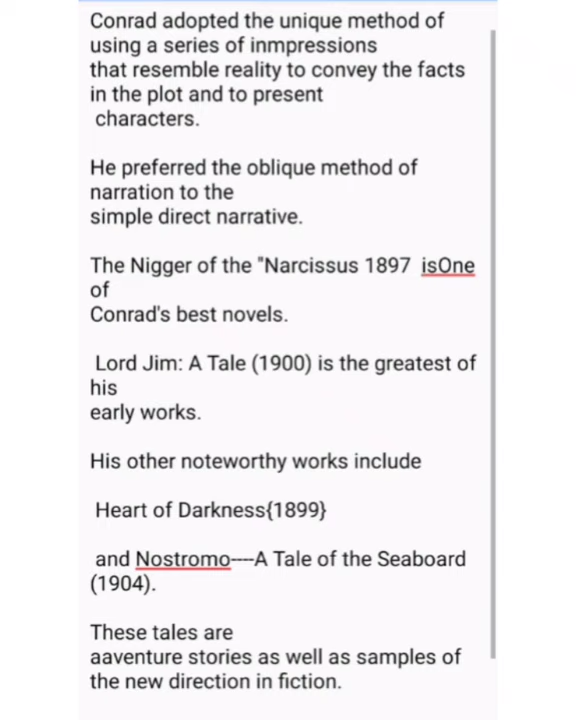 Conrad adopted the unique method of
using a series of inmpressions
that resemble reality to convey the facts
in the plot and to present
characters.
He preferred the oblique method of
narration to the
simple direct narrative.
The Nigger of the "Narcissus 1897 isOne
of
Conrad's best novels.
Lord Jim: A Tale (1900) is the greatest of
his
early works.
His other noteworthy works include
Heart of Darkness{1899}
and Nostromo----A Tale of the Seaboard
(1904).
These tales are
aaventure stories as well as samples of
the new direction in fiction.